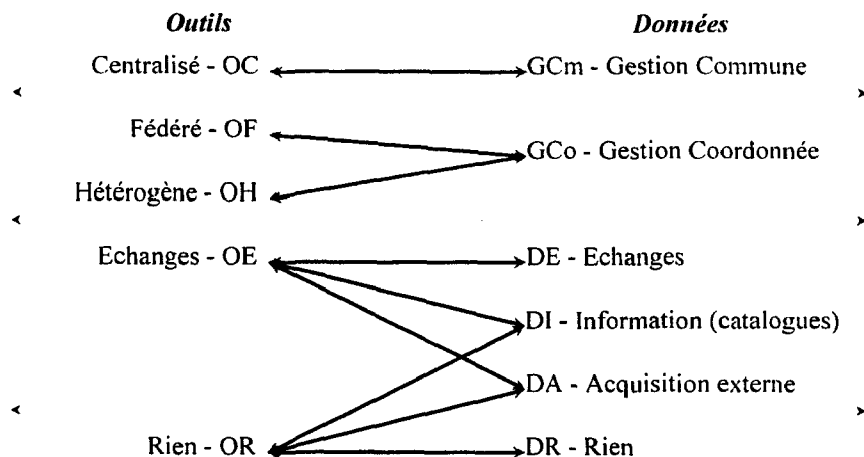 Outils Données
Centralisé - OC GCm - Gestion Commune
Fédéré - OF
GCo - Gestion Coordonnée
Hétérogène - OH
Echanges - OE DE - Echanges
DI - Information (catalogues)
DA - Acquisition externe
Rien - OR DR - Rien